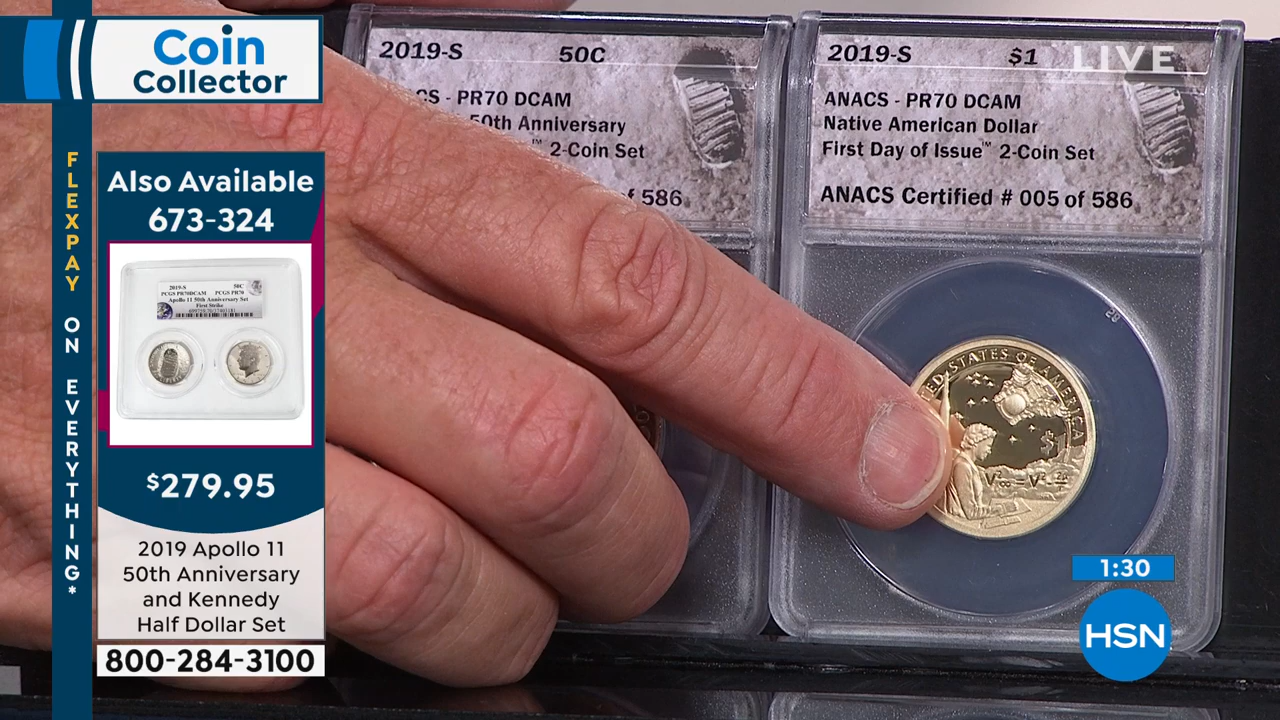 Coin
Collector
FLEXPAY ON EVERYTHING*
Also Available
673-324
2019-S 50C
PCGS PR70DCAM PCGS PR70
Apollo 11 50th Anniversary Set
First Strike
$279.95
2019 Apollo 11
50th Anniversary
and Kennedy
Half Dollar Set
800-284-3100
2019-S 50C
CS - PR70 DCAM
50th Anniversary
™ 2-Coin Set
of 586
2019-S $1
ANACS - PR70 DCAM
Native American Dollar
First Day of Issue™ 2-Coin Set
ANACS Certified # 005 of 586
LIVE
ED STATES OF AMERICA
$1
1:30
HSN